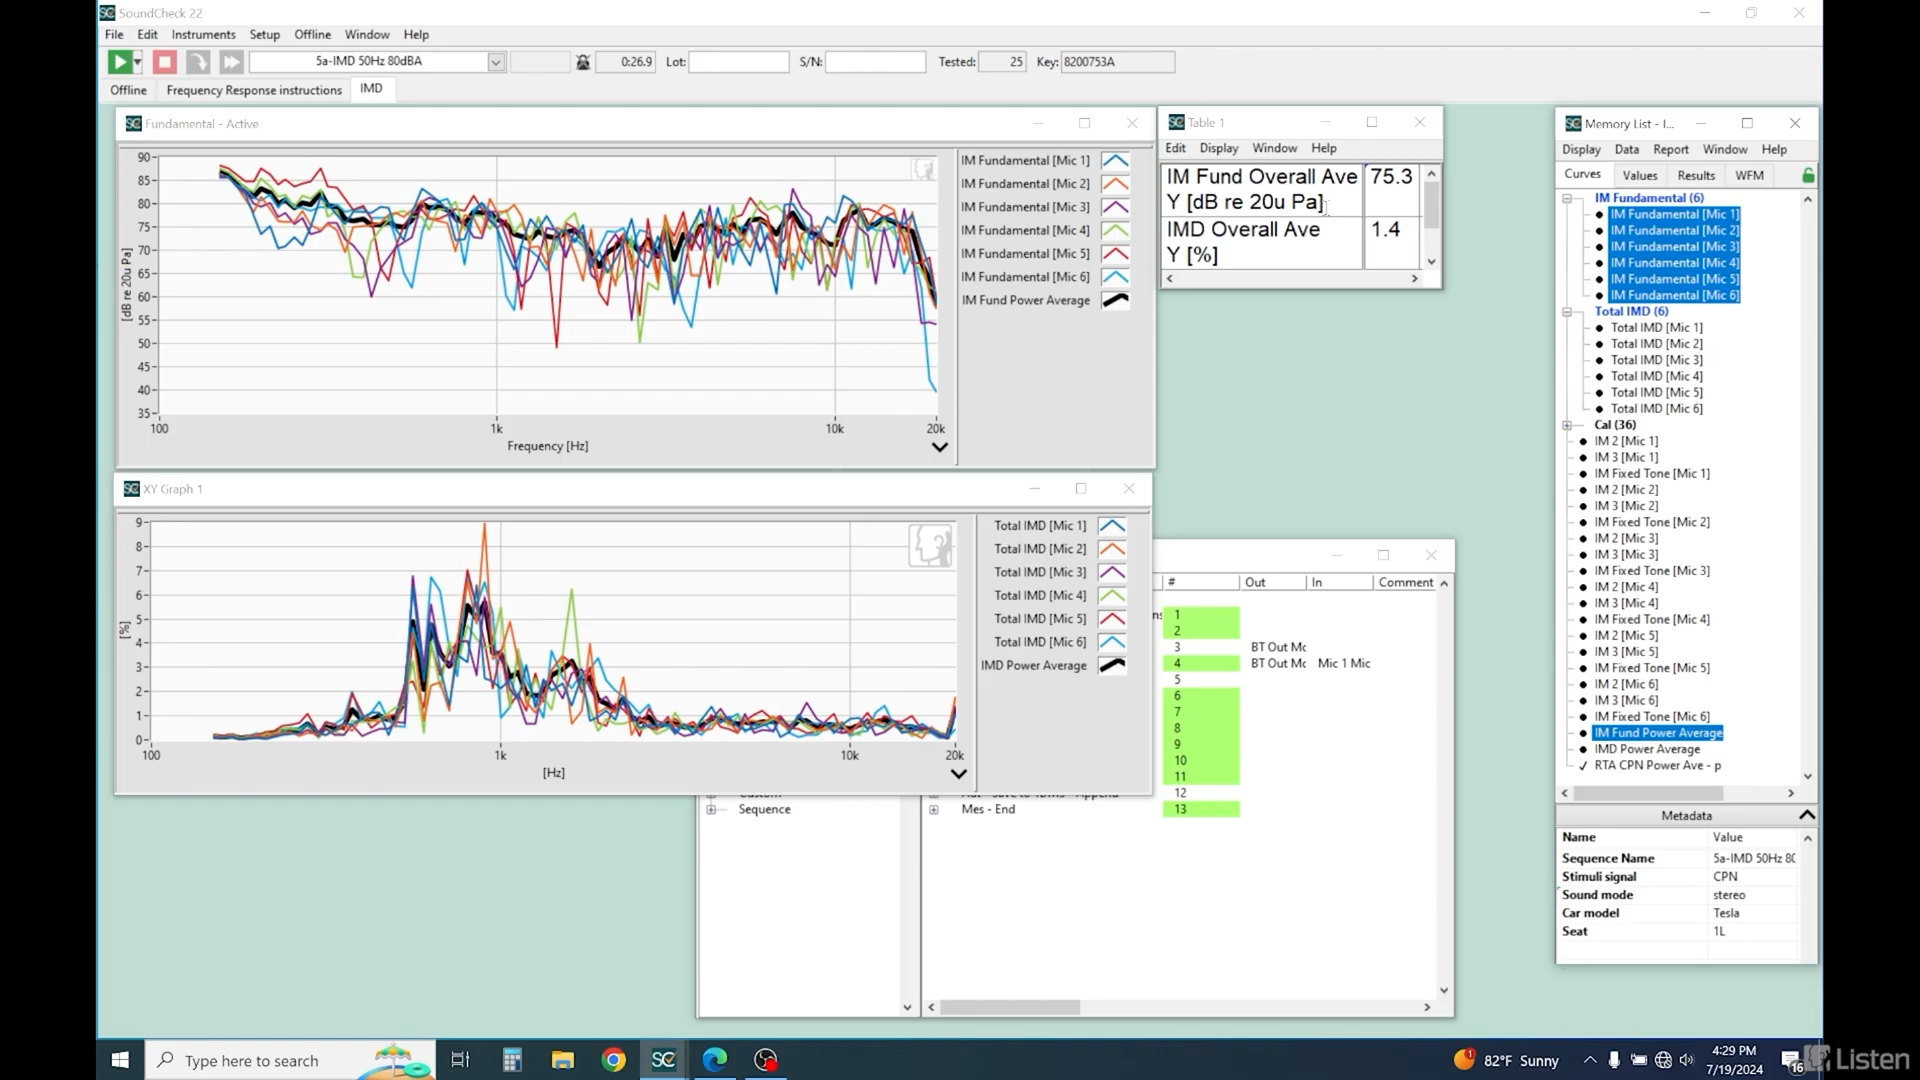 SoundCheck 22
File Edit Instruments Setup Offline Window Help
5a-IMD 50Hz 80dBA 0:26.9 Lot: S/N: Tested: 25 Key: 8200753A
Offline Frequency Response instructions IMD
Fundamental - Active
90
85
80
75
70
65
60
55
50
45
40
35
[dB re 20u Pa]
100 1k 10k 20k
Frequency [Hz]
IM Fundamental [Mic 1]
IM Fundamental [Mic 2]
IM Fundamental [Mic 3]
IM Fundamental [Mic 4]
IM Fundamental [Mic 5]
IM Fundamental [Mic 6]
IM Fund Power Average
Table 1
Edit Display Window Help
IM Fund Overall Ave 75.3
Y [dB re 20u Pa]
IMD Overall Ave 1.4
Y [%]
XY Graph 1
9
8
7
6
5
4
3
2
1
0
[%]
100 1k 10k 20k
[Hz]
Total IMD [Mic 1]
Total IMD [Mic 2]
Total IMD [Mic 3]
Total IMD [Mic 4]
Total IMD [Mic 5]
Total IMD [Mic 6]
IMD Power Average
# Out In Comment
1
2
3 BT Out Mc
4 BT Out Mc Mic 1 Mic
5
6
7
8
9
10
11
12
Sequence Mes - End 13
Memory List - I...
Display Data Report Window Help
Curves Values Results WFM
IM Fundamental (6)
IM Fundamental [Mic 1]
IM Fundamental [Mic 2]
IM Fundamental [Mic 3]
IM Fundamental [Mic 4]
IM Fundamental [Mic 5]
IM Fundamental [Mic 6]
Total IMD (6)
Total IMD [Mic 1]
Total IMD [Mic 2]
Total IMD [Mic 3]
Total IMD [Mic 4]
Total IMD [Mic 5]
Total IMD [Mic 6]
Cal (36)
IM 2 [Mic 1]
IM 3 [Mic 1]
IM Fixed Tone [Mic 1]
IM 2 [Mic 2]
IM 3 [Mic 2]
IM Fixed Tone [Mic 2]
IM 2 [Mic 3]
IM 3 [Mic 3]
IM Fixed Tone [Mic 3]
IM 2 [Mic 4]
IM 3 [Mic 4]
IM Fixed Tone [Mic 4]
IM 2 [Mic 5]
IM 3 [Mic 5]
IM Fixed Tone [Mic 5]
IM 2 [Mic 6]
IM 3 [Mic 6]
IM Fixed Tone [Mic 6]
IM Fund Power Average
IMD Power Average
RTA CPN Power Ave - p
Metadata
Name Value
Sequence Name 5a-IMD 50Hz 80
Stimuli signal CPN
Sound mode stereo
Car model Tesla
Seat 1L
Type here to search
82°F Sunny
4:29 PM
7/19/2024
16
Listen